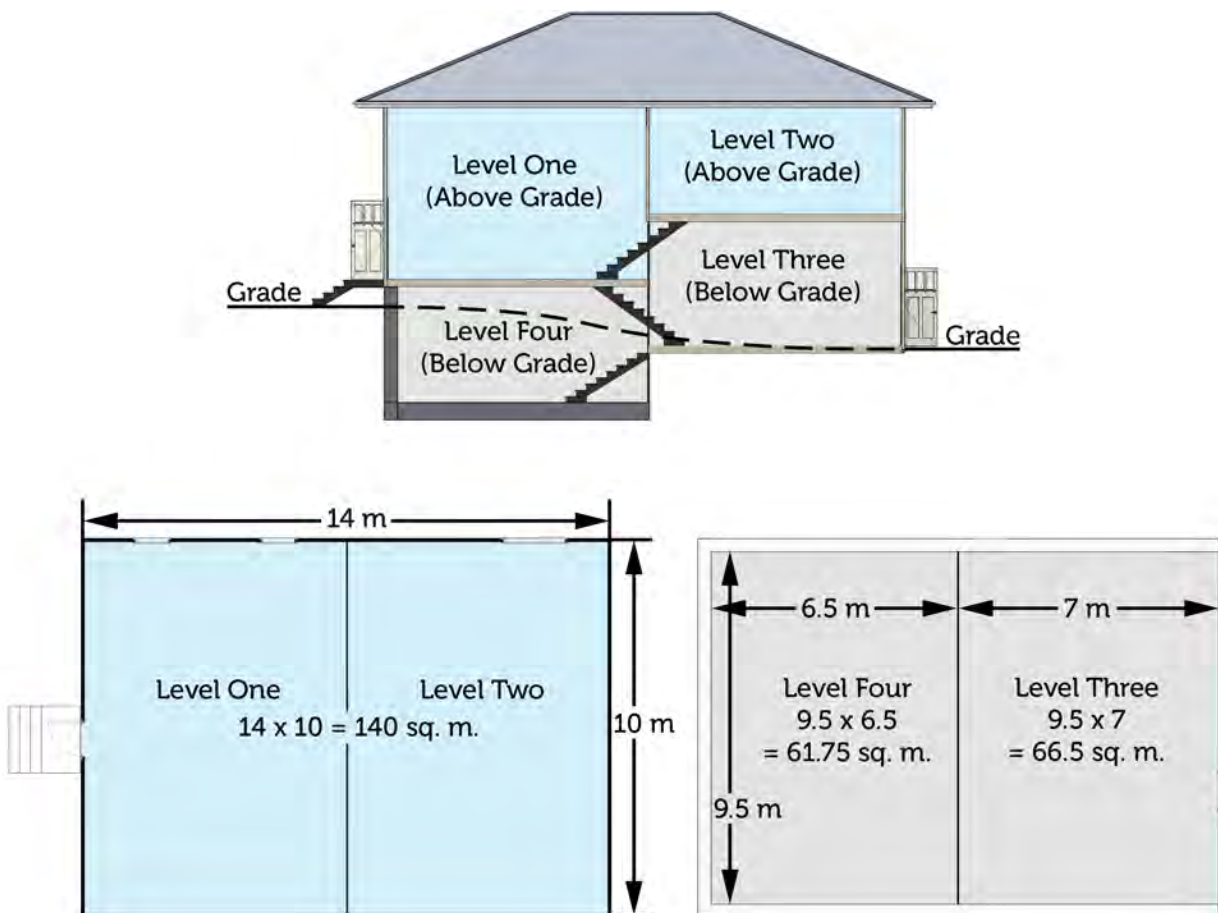 Level One
(Above Grade)
Level Two
(Above Grade)
Level Three
(Below Grade)
Grade
Level Four
(Below Grade)
Grade
14 m
Level One
Level Two
14 x 10 = 140 sq. m.
10 m
6.5 m
7 m
Level Four
9.5 x 6.5
= 61.75 sq. m.
Level Three
9.5 x 7
= 66.5 sq. m.
9.5 m